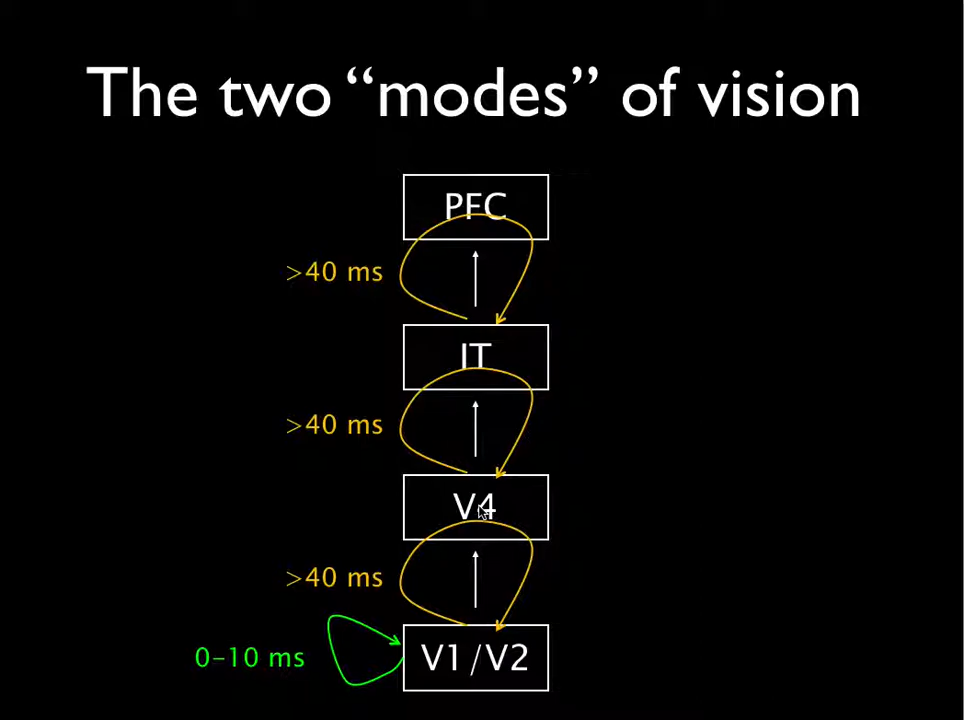 The two “modes” of vision
PFC
>40 ms
IT
>40 ms
V4
>40 ms
0-10 ms
V1/V2